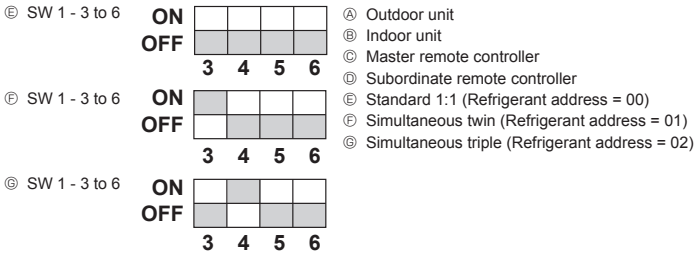 Ⓔ SW 1 - 3 to 6
ON
OFF
3 4 5 6
Ⓕ SW 1 - 3 to 6
ON
OFF
3 4 5 6
Ⓖ SW 1 - 3 to 6
ON
OFF
3 4 5 6
Ⓐ Outdoor unit
Ⓑ Indoor unit
Ⓒ Master remote controller
Ⓓ Subordinate remote controller
Ⓔ Standard 1:1 (Refrigerant address = 00)
Ⓕ Simultaneous twin (Refrigerant address = 01)
Ⓖ Simultaneous triple (Refrigerant address = 02)